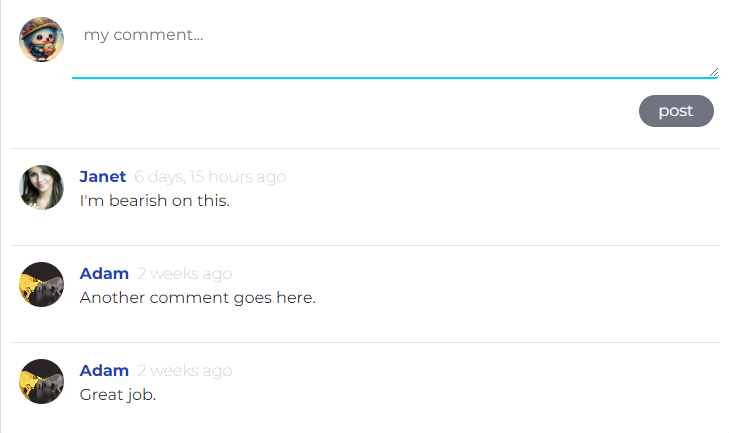 my comment...
post
Janet 6 days, 15 hours ago
I'm bearish on this.
Adam 2 weeks ago
Another comment goes here.
Adam 2 weeks ago
Great job.